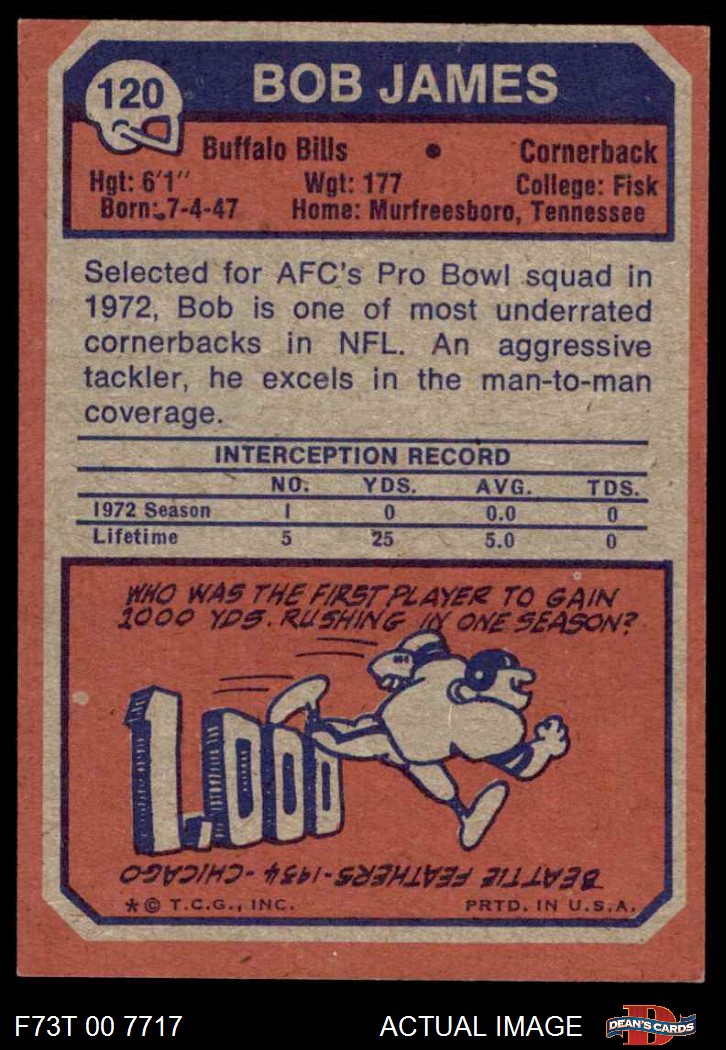 120
BOB JAMES
Buffalo Bills • Cornerback
Hgt: 6'1" Wgt: 177 College: Fisk
Born: 7-4-47 Home: Murfreesboro, Tennessee
Selected for AFC's Pro Bowl squad in
1972, Bob is one of most underrated
cornerbacks in NFL. An aggressive
tackler, he excels in the man-to-man
coverage.
INTERCEPTION RECORD
NO. YDS. AVG. TDS.
1972 Season 1 0 0.0 0
Lifetime 5 25 5.0 0
WHO WAS THE FIRST PLAYER TO GAIN
1000 YDS. RUSHING IN ONE SEASON?
1,000
BEATTIE FEATHERS-1934-CHICAGO
* © T.C.G., INC. PRTD. IN U.S.A.
F73T 00 7717 ACTUAL IMAGE D DEAN'S CARDS